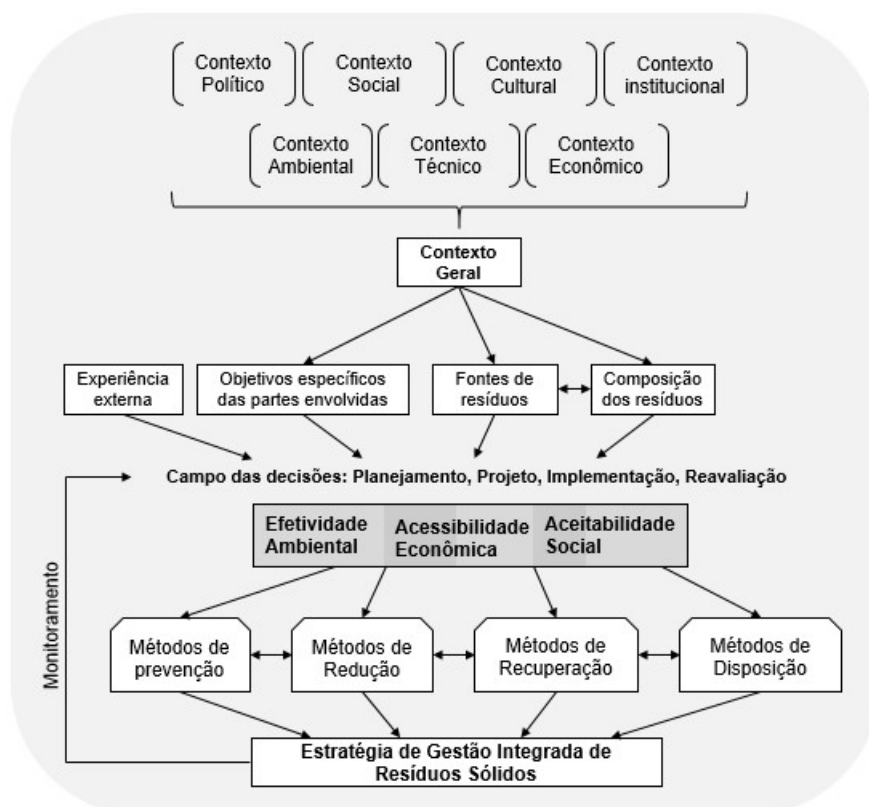 Contexto
Político
Contexto
Social
Contexto
Cultural
Contexto
institucional
Contexto
Ambiental
Contexto
Técnico
Contexto
Econômico
Contexto
Geral
Experiência
externa
Objetivos específicos
das partes envolvidas
Fontes de
resíduos
Composição
dos resíduos
Campo das decisões: Planejamento, Projeto, Implementação, Reavaliação
Efetividade
Ambiental
Acessibilidade
Econômica
Aceitabilidade
Social
Monitoramento
Métodos de
prevenção
Métodos de
Redução
Métodos de
Recuperação
Métodos de
Disposição
Estratégia de Gestão Integrada de
Resíduos Sólidos